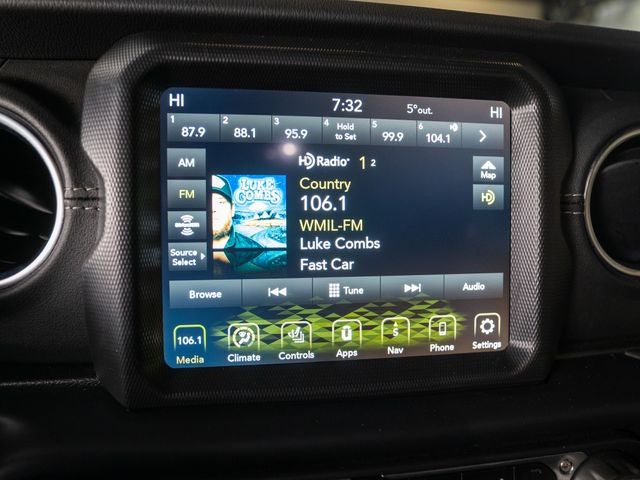 HI 7:32 5°out. HI
1 87.9 2 88.1 3 95.9 4 Hold to Set 5 99.9 6 HD 104.1
AM
HD Radio 1 2
Map
FM
LUKE COMBS
Country
106.1
HD
WMIL-FM
Luke Combs
Source Select
Fast Car
Browse Tune Audio
106.1 S
Media Climate Controls Apps Nav Phone Settings